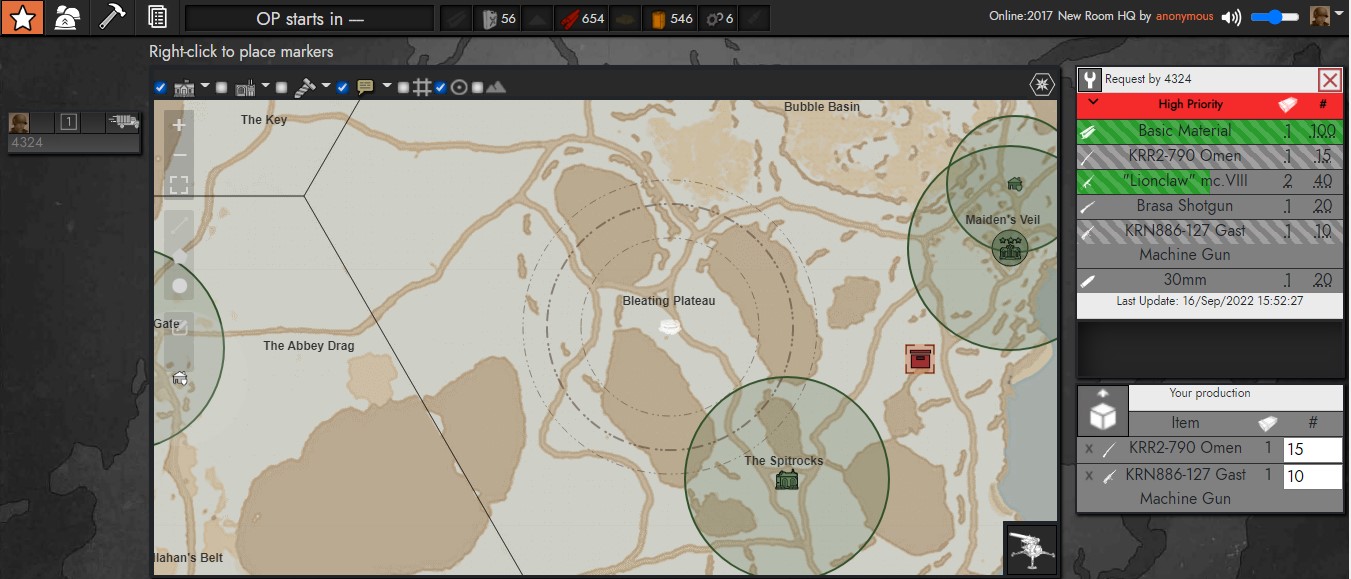 OP starts in —
56
654
546
6
Online:2017 New Room HQ by anonymous
Right-click to place markers
1
4324
The Key
Bubble Basin
Maiden's Veil
Bleating Plateau
Gate
The Abbey Drag
The Spitrocks
llahan's Belt
Request by 4324
High Priority #
Basic Material 1 100
KRR2-790 Omen 1 15
"Lionclaw" mc.VIII 2 40
Brasa Shotgun 1 20
KRN886-127 Gast 1 10
Machine Gun
30mm 1 20
Last Update: 16/Sep/2022 15:52:27
Your production
Item #
x KRR2-790 Omen 1 15
x KRN886-127 Gast 1 10
Machine Gun